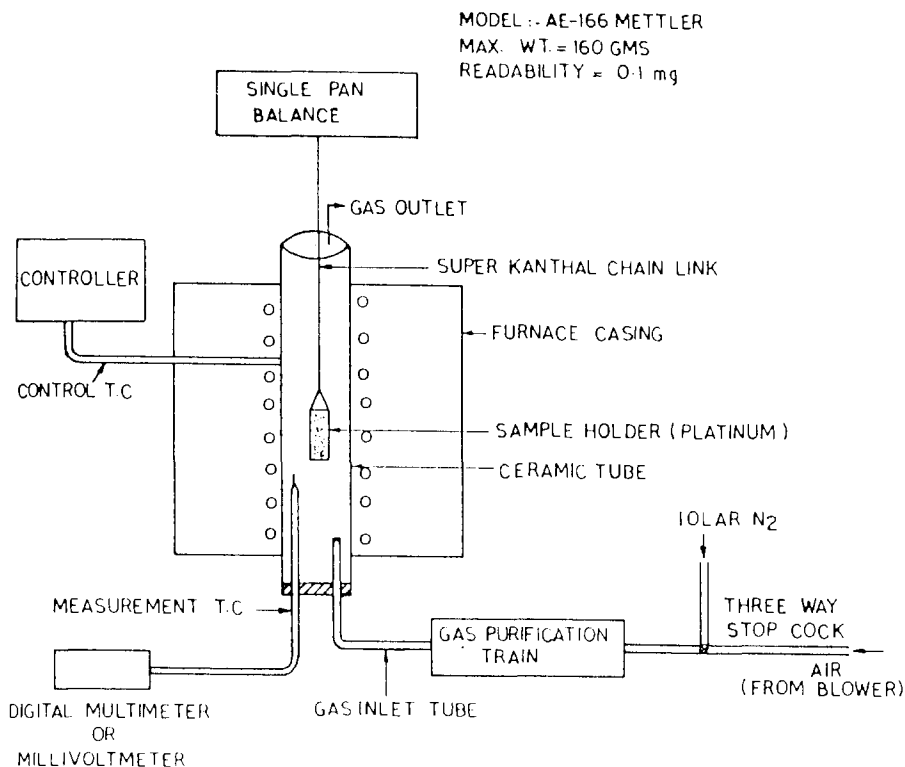 MODEL :- AE-166 METTLER
MAX. WT. = 160 GMS
READABILITY = 0.1 mg
SINGLE PAN
BALANCE
GAS OUTLET
CONTROLLER
SUPER KANTHAL CHAIN LINK
FURNACE CASING
CONTROL T.C
SAMPLE HOLDER (PLATINUM)
CERAMIC TUBE
IOLAR N2
MEASUREMENT T.C
THREE WAY
STOP COCK
GAS PURIFICATION
TRAIN
AIR
(FROM BLOWER)
GAS INLET TUBE
DIGITAL MULTIMETER
OR
MILLIVOLTMETER